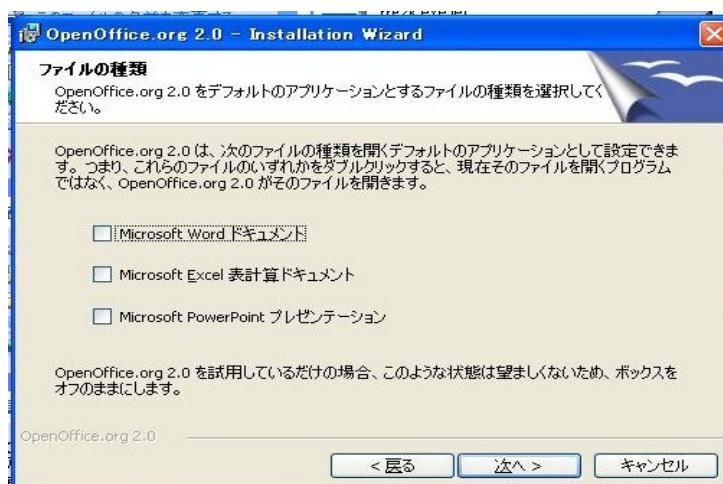 OpenOffice.org 2.0 - Installation Wizard
ファイルの種類
OpenOffice.org 2.0 をデフォルトのアプリケーションとするファイルの種類を選択してく
ださい。
OpenOffice.org 2.0 は、次のファイルの種類を開くデフォルトのアプリケーションとして設定できま
す。つまり、これらのファイルのいずれかをダブルクリックすると、現在そのファイルを開くプログラム
ではなく、OpenOffice.org 2.0 がそのファイルを開きます。
Microsoft Word ドキュメント
Microsoft Excel 表計算ドキュメント
Microsoft PowerPoint プレゼンテーション
OpenOffice.org 2.0 を試用しているだけの場合、このような状態は望ましくないため、ボックスを
オフのままにします。
OpenOffice.org 2.0
< 戻る
次へ >
キャンセル